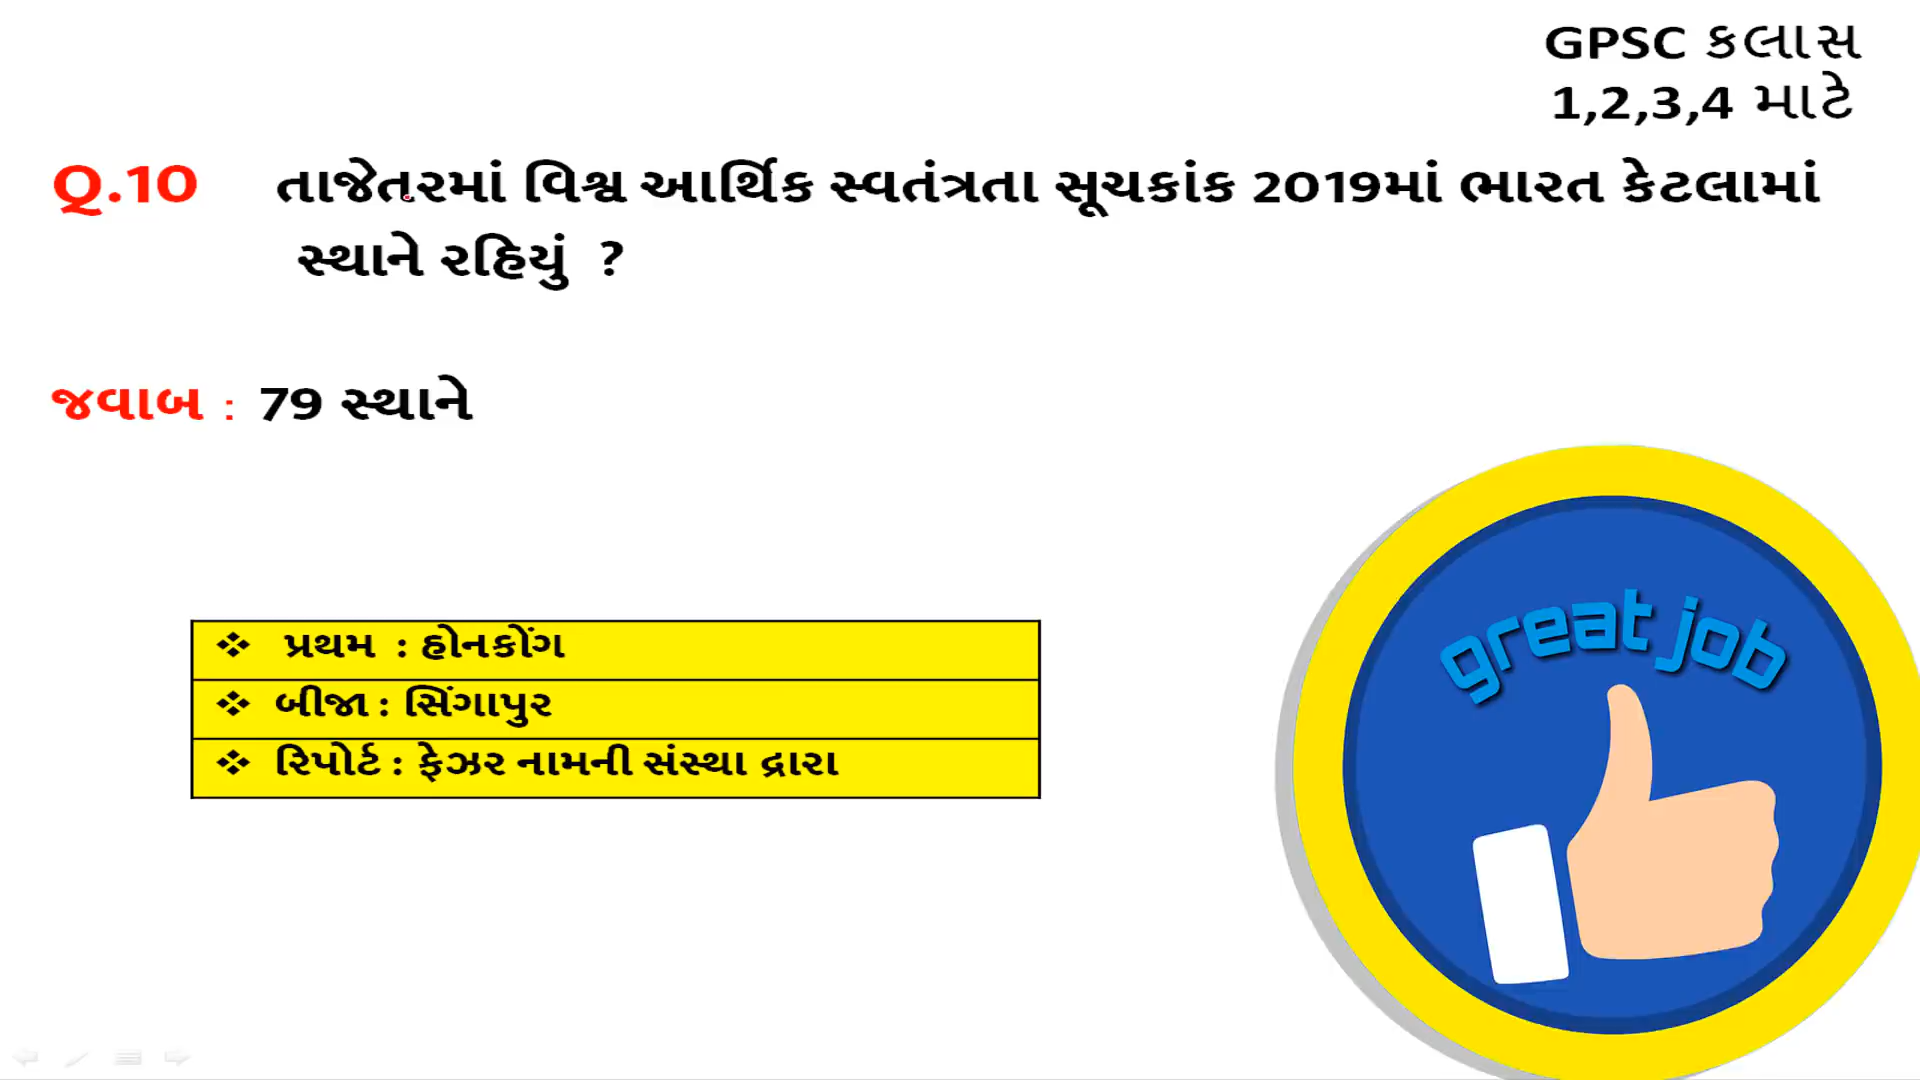 GPSC કલાસ
1,2,3,4 માટે
Q.10 તાજેતરમાં વિશ્વ આર્થિક સ્વતંત્રતા સૂચકાંક 2019માં ભારત કેટલામાં
સ્થાને રહિયું ?
જવાબ : 79 સ્થાને
❖ પ્રથમ : હોનકોંગ
❖ બીજા : સિંગાપુર
❖ રિપોર્ટ : ફેઝર નામની સંસ્થા દ્રારા
great job